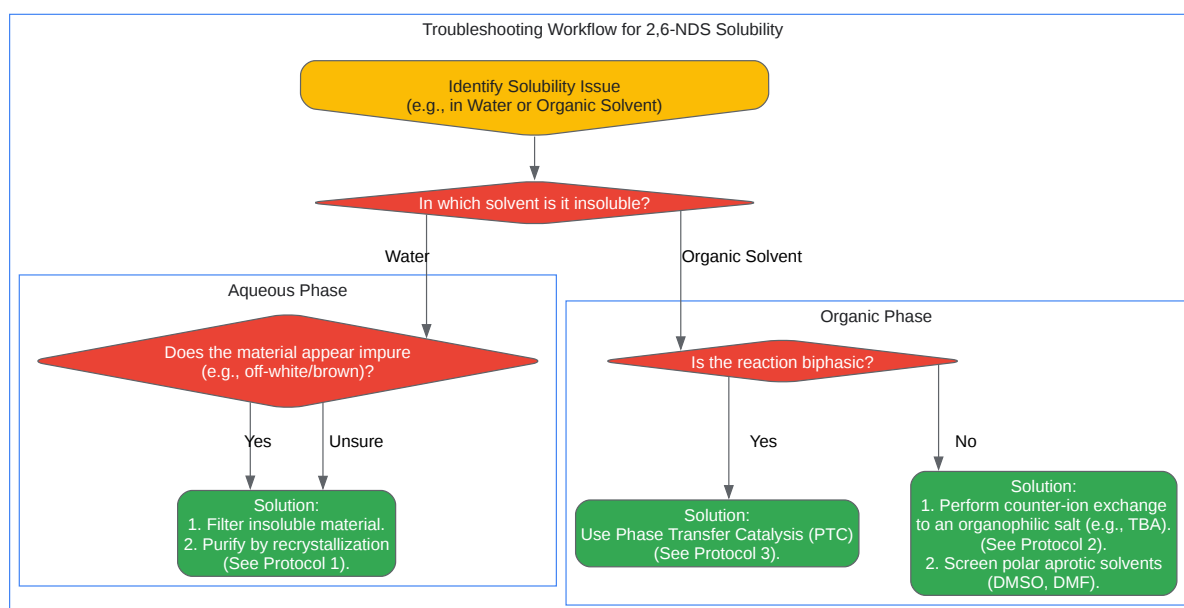 Troubleshooting Workflow for 2,6-NDS Solubility
Identify Solubility Issue
(e.g., in Water or Organic Solvent)
In which solvent is it insoluble?
Water
Organic Solvent
Aqueous Phase
Does the material appear impure
(e.g., off-white/brown)?
Yes
Unsure
Solution:
1. Filter insoluble material.
2. Purify by recrystallization
(See Protocol 1).
Organic Phase
Is the reaction biphasic?
Yes
No
Solution:
Use Phase Transfer Catalysis (PTC)
(See Protocol 3).
Solution:
1. Perform counter-ion exchange
to an organophilic salt (e.g., TBA).
(See Protocol 2).
2. Screen polar aprotic solvents
(DMSO, DMF).